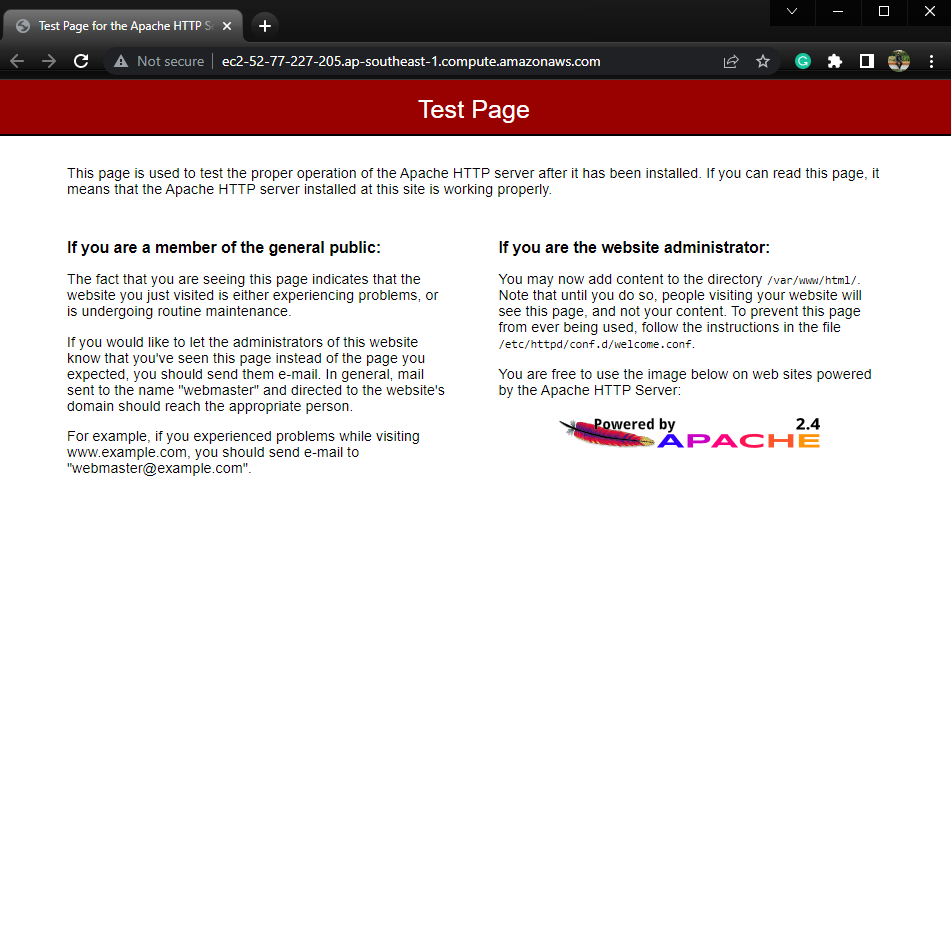 Test Page for the Apache HTTP S
Not secure
ec2-52-77-227-205.ap-southeast-1.compute.amazonaws.com
Test Page
This page is used to test the proper operation of the Apache HTTP server after it has been installed. If you can read this page, it
means that the Apache HTTP server installed at this site is working properly.
If you are a member of the general public:
The fact that you are seeing this page indicates that the
website you just visited is either experiencing problems, or
is undergoing routine maintenance.
If you would like to let the administrators of this website
know that you've seen this page instead of the page you
expected, you should send them e-mail. In general, mail
sent to the name "webmaster" and directed to the website's
domain should reach the appropriate person.
For example, if you experienced problems while visiting
www.example.com, you should send e-mail to
"webmaster@example.com".
If you are the website administrator:
You may now add content to the directory /var/www/html/.
Note that until you do so, people visiting your website will
see this page, and not your content. To prevent this page
from ever being used, follow the instructions in the file
/etc/httpd/conf.d/welcome.conf.
You are free to use the image below on web sites powered
by the Apache HTTP Server:
Powered by 2.4
APACHE